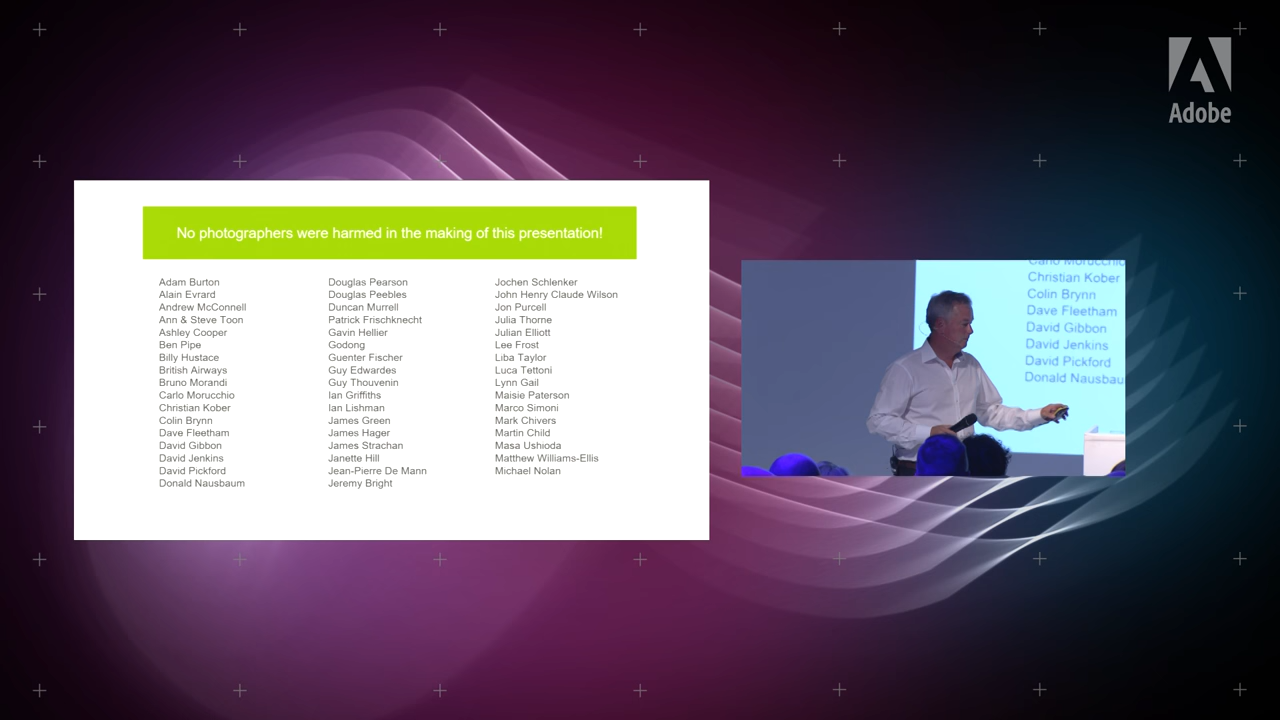 Adobe
No photographers were harmed in the making of this presentation!
Adam Burton
Alain Evrard
Andrew McConnell
Ann & Steve Toon
Ashley Cooper
Ben Pipe
Billy Hustace
British Airways
Bruno Morandi
Carlo Morucchio
Christian Kober
Colin Brynn
Dave Fleetham
David Gibbon
David Jenkins
David Pickford
Donald Nausbaum
Douglas Pearson
Douglas Peebles
Duncan Murrell
Patrick Frischknecht
Gavin Hellier
Godong
Guenter Fischer
Guy Edwardes
Guy Thouvenin
Ian Griffiths
Ian Lishman
James Green
James Hager
James Strachan
Janette Hill
Jean-Pierre De Mann
Jeremy Bright
Jochen Schlenker
John Henry Claude Wilson
Jon Purcell
Julia Thorne
Julian Elliott
Lee Frost
Liba Taylor
Luca Tettoni
Lynn Gail
Maisie Paterson
Marco Simoni
Mark Chivers
Martin Child
Masa Ushioda
Matthew Williams-Ellis
Michael Nolan
Carlo Morucchio
Christian Kober
Colin Brynn
Dave Fleetham
David Gibbon
David Jenkins
David Pickford
Donald Nausbau